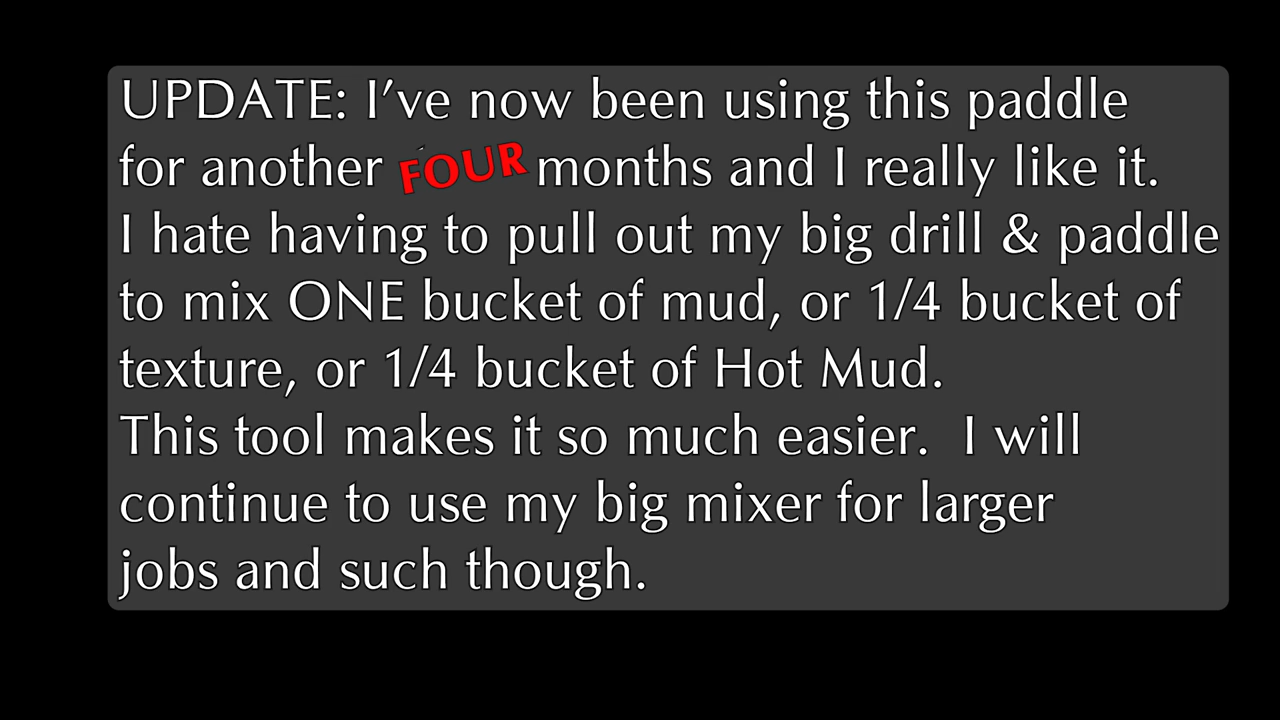 UPDATE: I’ve now been using this paddle
for another FOUR months and I really like it.
I hate having to pull out my big drill & paddle
to mix ONE bucket of mud, or 1/4 bucket of
texture, or 1/4 bucket of Hot Mud.
This tool makes it so much easier.  I will
continue to use my big mixer for larger
jobs and such though.